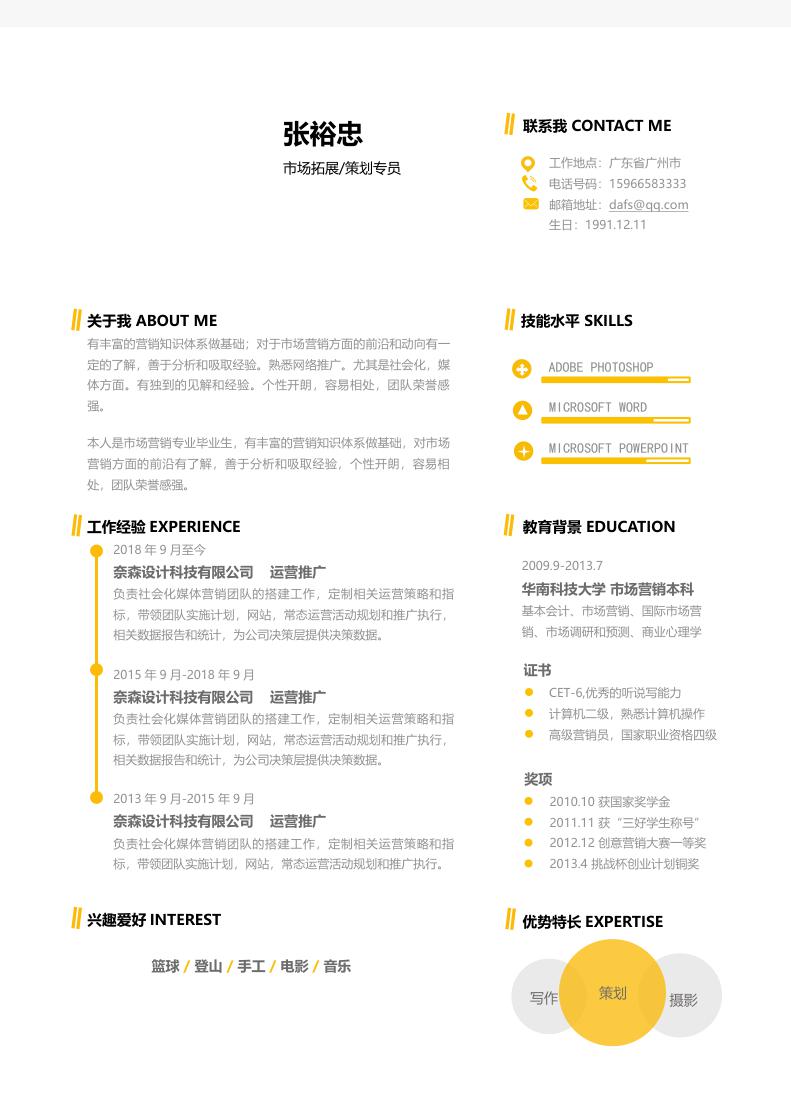 张裕忠
市场拓展/策划专员
联系我 CONTACT ME
工作地点：广东省广州市
电话号码：15966583333
邮箱地址：dafs@qq.com
生日：1991.12.11
关于我 ABOUT ME
有丰富的营销知识体系做基础；对于市场营销方面的前沿和动向有一
定的了解，善于分析和吸取经验。熟悉网络推广。尤其是社会化，媒
体方面。有独到的见解和经验。个性开朗，容易相处，团队荣誉感
强。
本人是市场营销专业毕业生，有丰富的营销知识体系做基础，对市场
营销方面的前沿有了解，善于分析和吸取经验，个性开朗，容易相
处，团队荣誉感强。
技能水平 SKILLS
ADOBE PHOTOSHOP
MICROSOFT WORD
MICROSOFT POWERPOINT
工作经验 EXPERIENCE
2018 年 9 月至今
奈森设计科技有限公司 运营推广
负责社会化媒体营销团队的搭建工作，定制相关运营策略和指
标，带领团队实施计划，网站，常态运营活动规划和推广执行，
相关数据报告和统计，为公司决策层提供决策数据。
2015 年 9 月-2018 年 9 月
奈森设计科技有限公司 运营推广
负责社会化媒体营销团队的搭建工作，定制相关运营策略和指
标，带领团队实施计划，网站，常态运营活动规划和推广执行，
相关数据报告和统计，为公司决策层提供决策数据。
2013 年 9 月-2015 年 9 月
奈森设计科技有限公司 运营推广
负责社会化媒体营销团队的搭建工作，定制相关运营策略和指
标，带领团队实施计划，网站，常态运营活动规划和推广执行。
教育背景 EDUCATION
2009.9-2013.7
华南科技大学 市场营销本科
基本会计、市场营销、国际市场营
销、市场调研和预测、商业心理学
证书
CET-6,优秀的听说写能力
计算机二级，熟悉计算机操作
高级营销员，国家职业资格四级
奖项
2010.10 获国家奖学金
2011.11 获“三好学生称号”
2012.12 创意营销大赛一等奖
2013.4 挑战杯创业计划铜奖
兴趣爱好 INTEREST
篮球 / 登山 / 手工 / 电影 / 音乐
优势特长 EXPERTISE
写作
策划
摄影